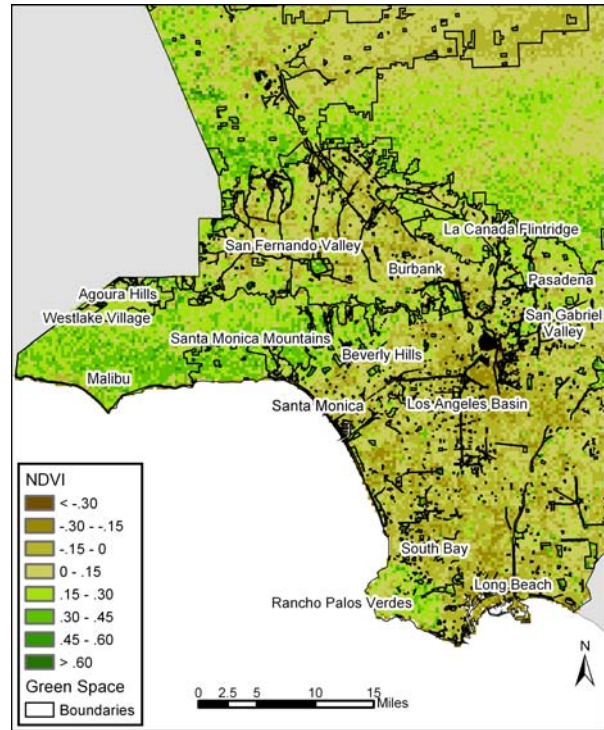 La Canada Flintridge
San Fernando Valley
Burbank
Pasadena
Agoura Hills
San Gabriel
Valley
Westlake Village
Santa Monica Mountains
Beverly Hills
Malibu
Santa Monica
Los Angeles Basin
South Bay
Long Beach
Rancho Palos Verdes
NDVI
< -.30
-.30 - -.15
-.15 - 0
0 - .15
.15 - .30
.30 - .45
.45 - .60
> .60
Green Space
Boundaries
N
0 2.5 5 10 15
Miles